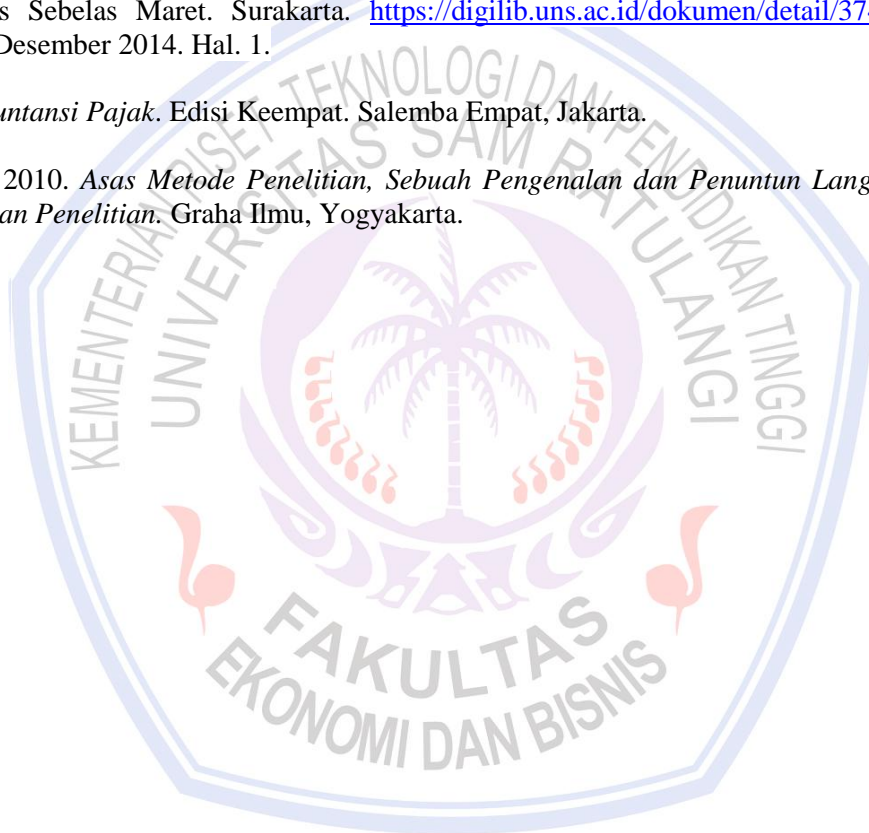 s Sebelas Maret. Surakarta. https://digilib.uns.ac.id/dokumen/detail/37
Desember 2014. Hal. 1.
untansi Pajak. Edisi Keempat. Salemba Empat, Jakarta.
2010. Asas Metode Penelitian, Sebuah Pengenalan dan Penuntun Lang
an Penelitian. Graha Ilmu, Yogyakarta.
KEMENTERIAN RISET TEKNOLOGI DAN PENDIDIKAN TINGGI
UNIVERSITAS SAM RATULANGI
FAKULTAS
EKONOMI DAN BISNIS